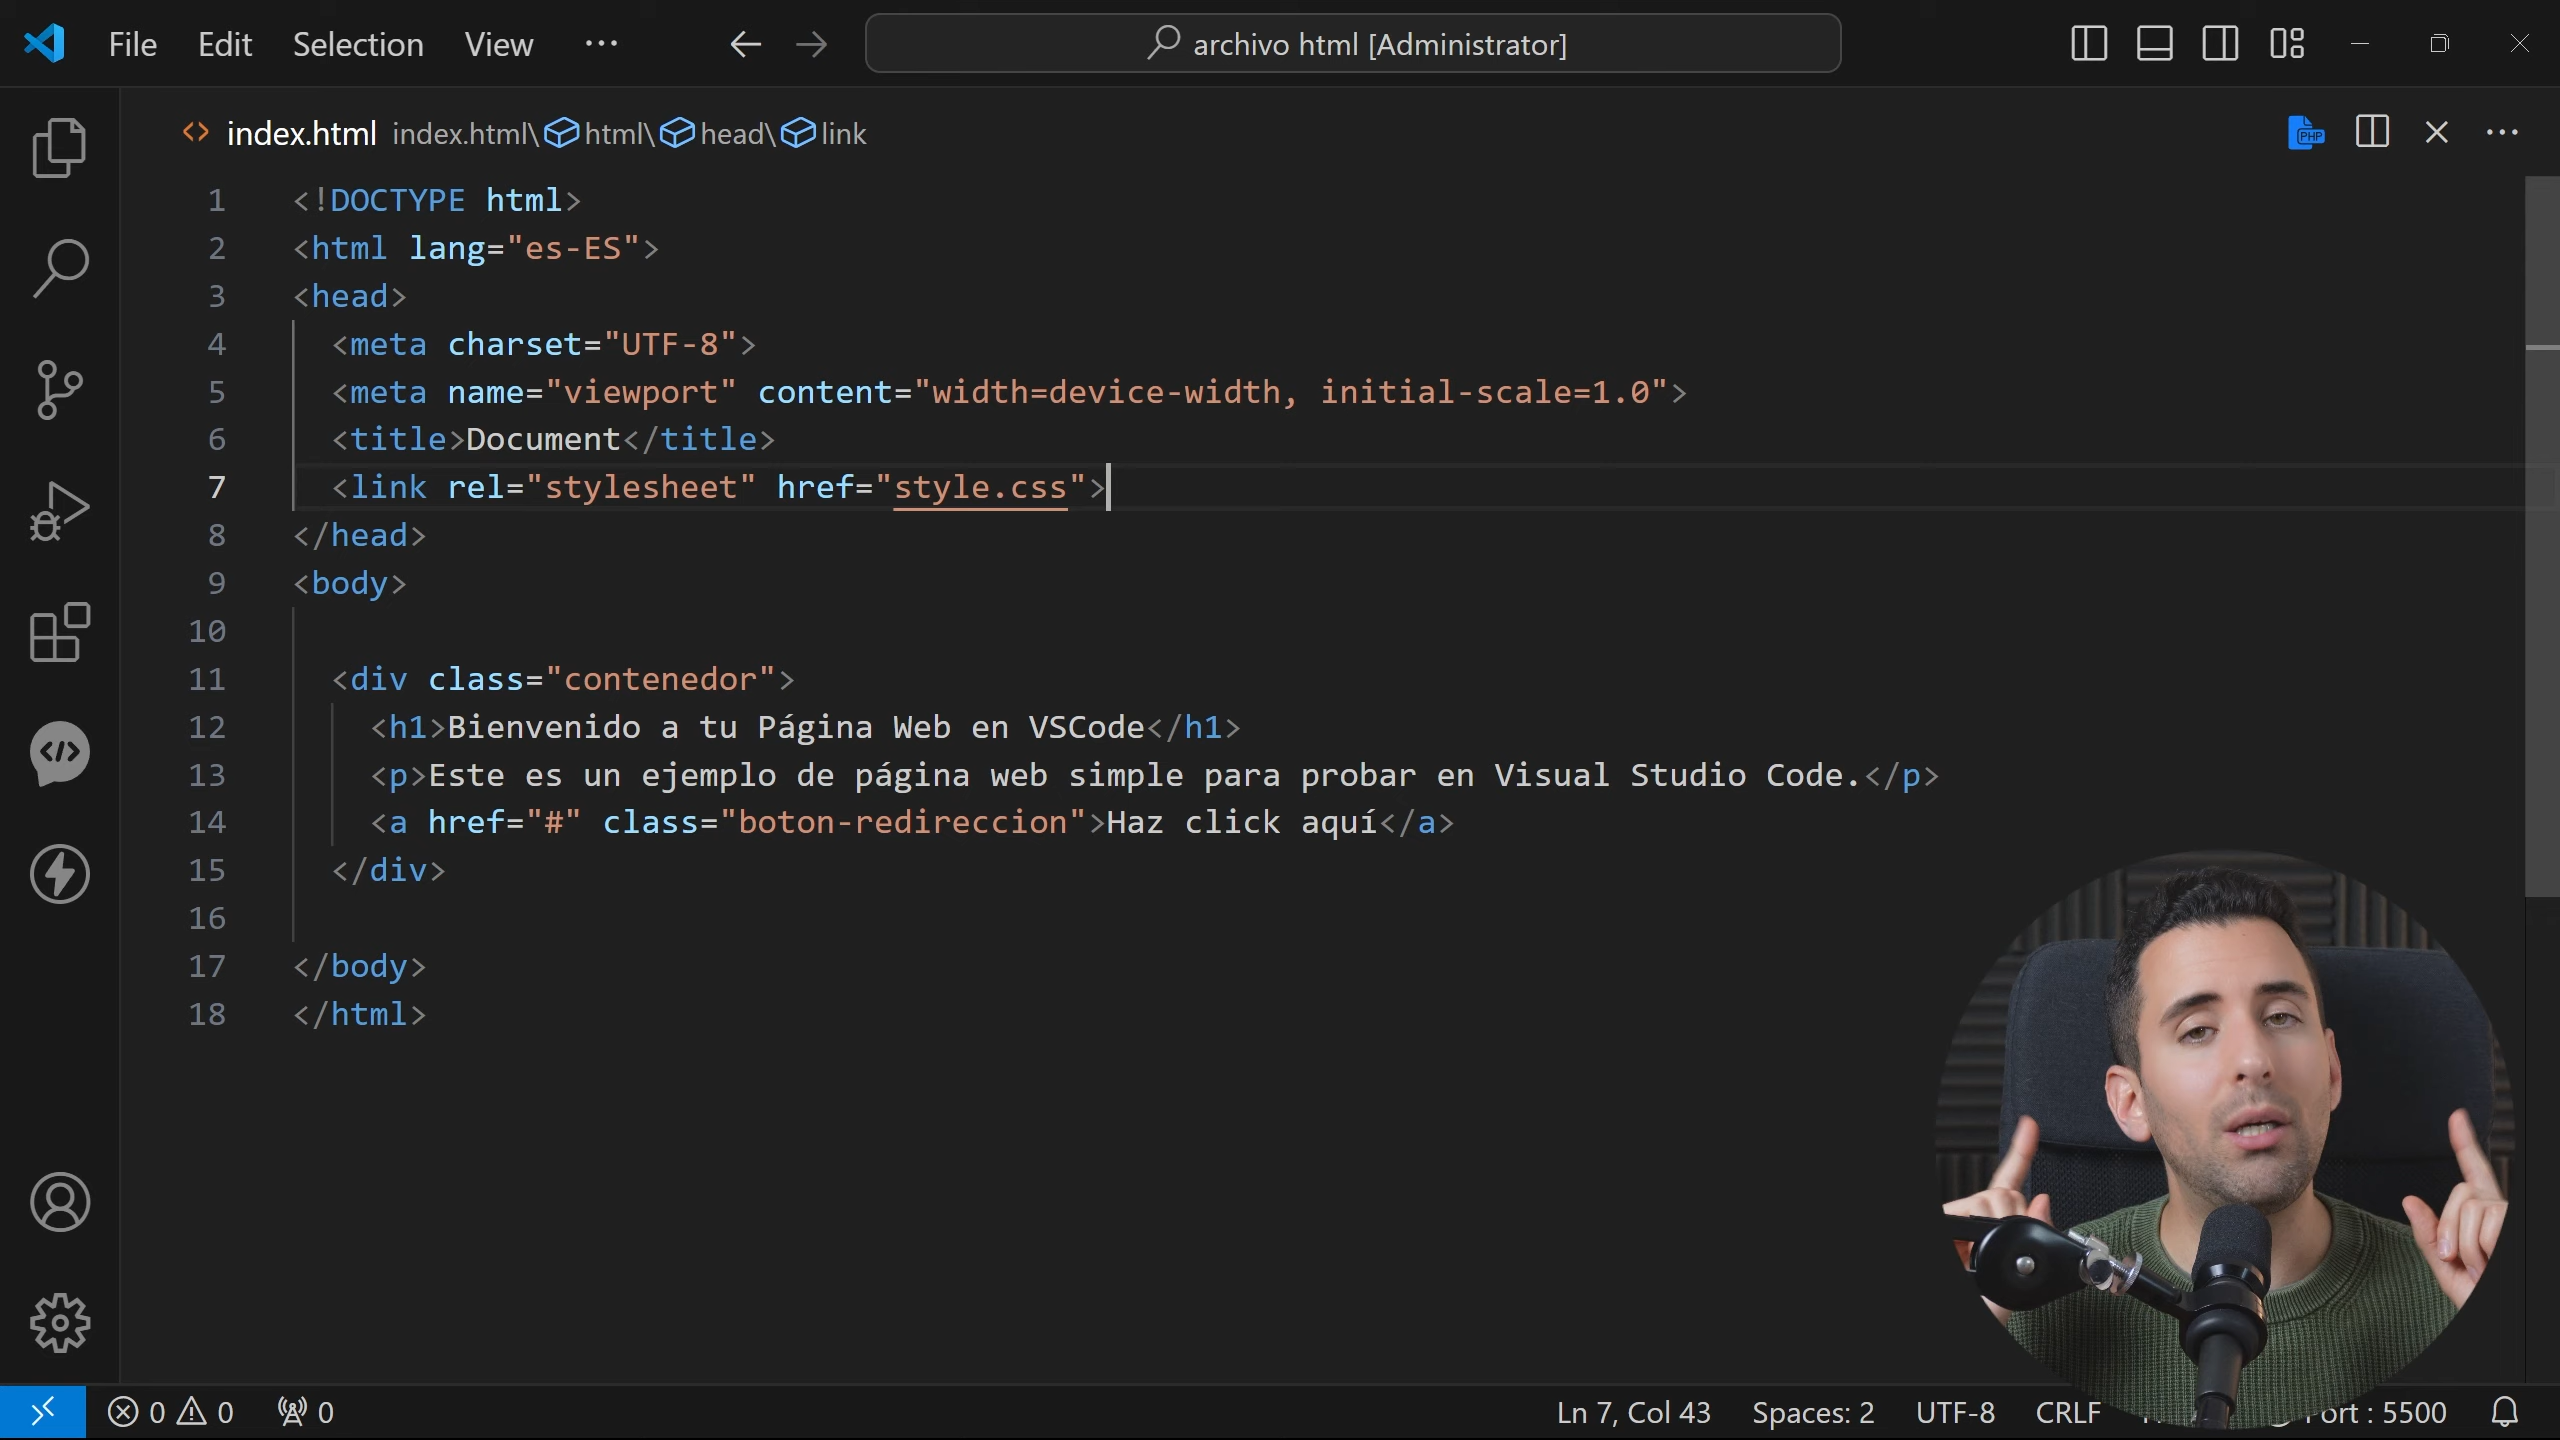 File Edit Selection View ··· archivo html [Administrator]
index.html index.html\html\head\link
PHP
1 <!DOCTYPE html>
2 <html lang="es-ES">
3 <head>
4 <meta charset="UTF-8">
5 <meta name="viewport" content="width=device-width, initial-scale=1.0">
6 <title>Document</title>
7 <link rel="stylesheet" href="style.css">
8 </head>
9 <body>
10
11 <div class="contenedor">
12 <h1>Bienvenido a tu Página Web en VSCode</h1>
13 <p>Este es un ejemplo de página web simple para probar en Visual Studio Code.</p>
14 <a href="#" class="boton-redireccion">Haz click aquí</a>
15 </div>
16
17 </body>
18 </html>
0 0 0 Ln 7, Col 43 Spaces: 2 UTF-8 CRLF : 5500